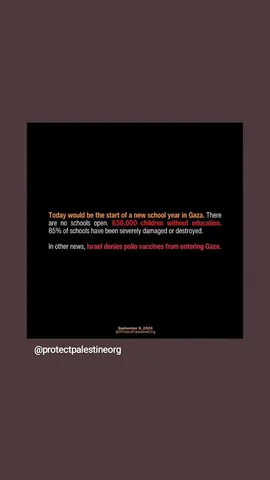 Today would be the start of a new school year in Gaza. There
are no schools open. 630,000 children without education.
85% of schools have been severely damaged or destroyed.
In other news, Israel denies polio vaccines from entering Gaza.
September 9, 2024
@ProtectPalestineOrg
@protectpalestineorg